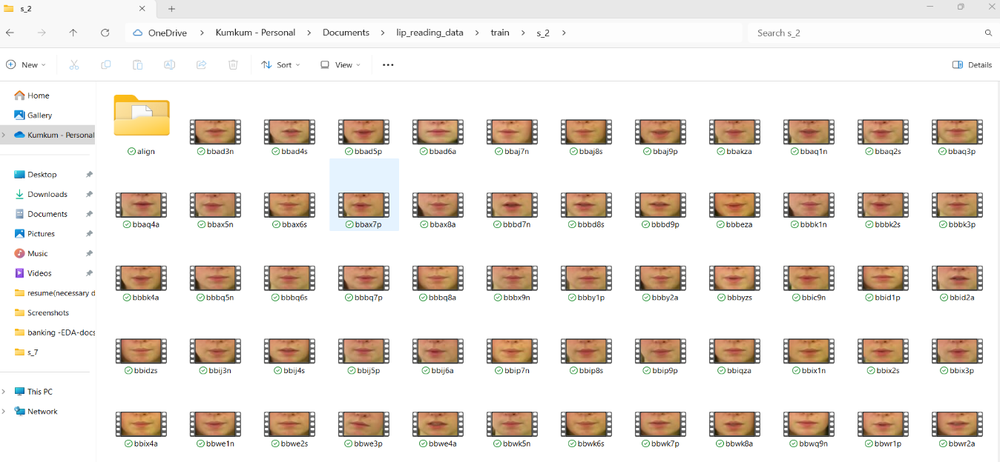 s_2
OneDrive > Kumkum - Personal > Documents > lip_reading_data > train > s_2 >
Search s_2
New
Sort
View
Details
Home
Gallery
Kumkum - Personal
Desktop
Downloads
Documents
Pictures
Music
Videos
resume(necessary d
Screenshots
banking -EDA-docs
s_7
This PC
Network
align bbad3n bbad4s bbad5p bbad6a bbaj7n bbaj8s bbaj9p bbakza bbaq1n bbaq2s bbaq3p
bbaq4a bbax5n bbax6s bbax7p bbax8a bbbd7n bbbd8s bbbd9p bbbeza bbbk1n bbbk2s bbbk3p
bbbk4a bbbq5n bbbq6s bbbq7p bbbq8a bbbx9n bbby1p bbby2a bbbyzs bbic9n bbid1p bbid2a
bbidzs bbij3n bbij4s bbij5p bbij6a bbip7n bbip8s bbip9p bbiqza bbix1n bbix2s bbix3p
bbix4a bbwe1n bbwe2s bbwe3p bbwe4a bbwk5n bbwk6s bbwk7p bbwk8a bbwq9n bbwr1p bbwr2a